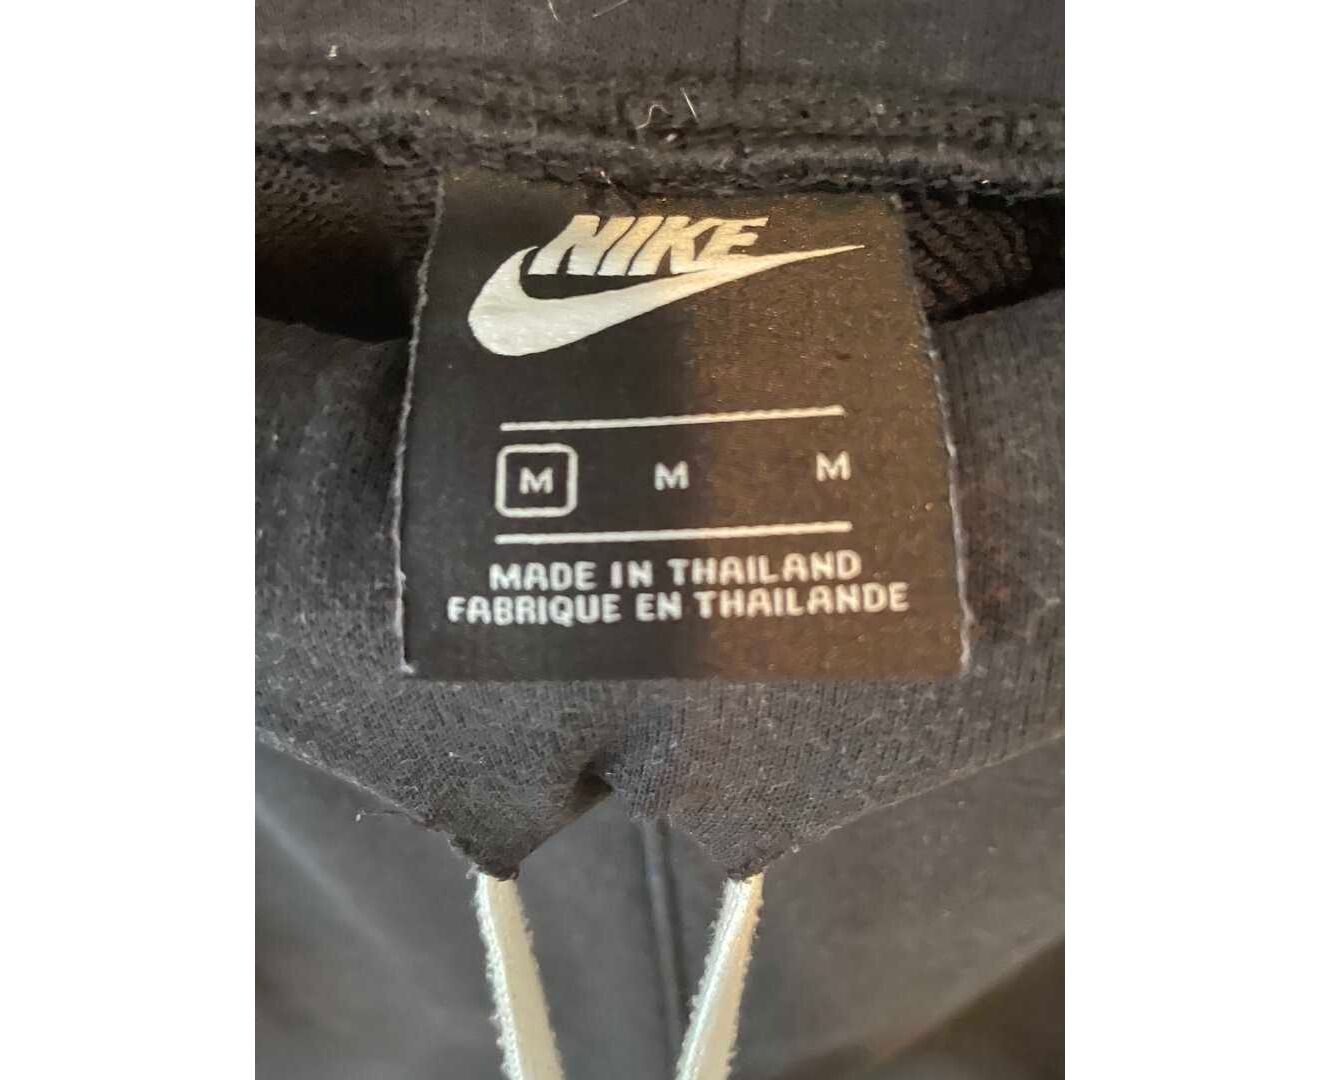 NIKE
M M M
MADE IN THAILAND
FABRIQUE EN THAILANDE